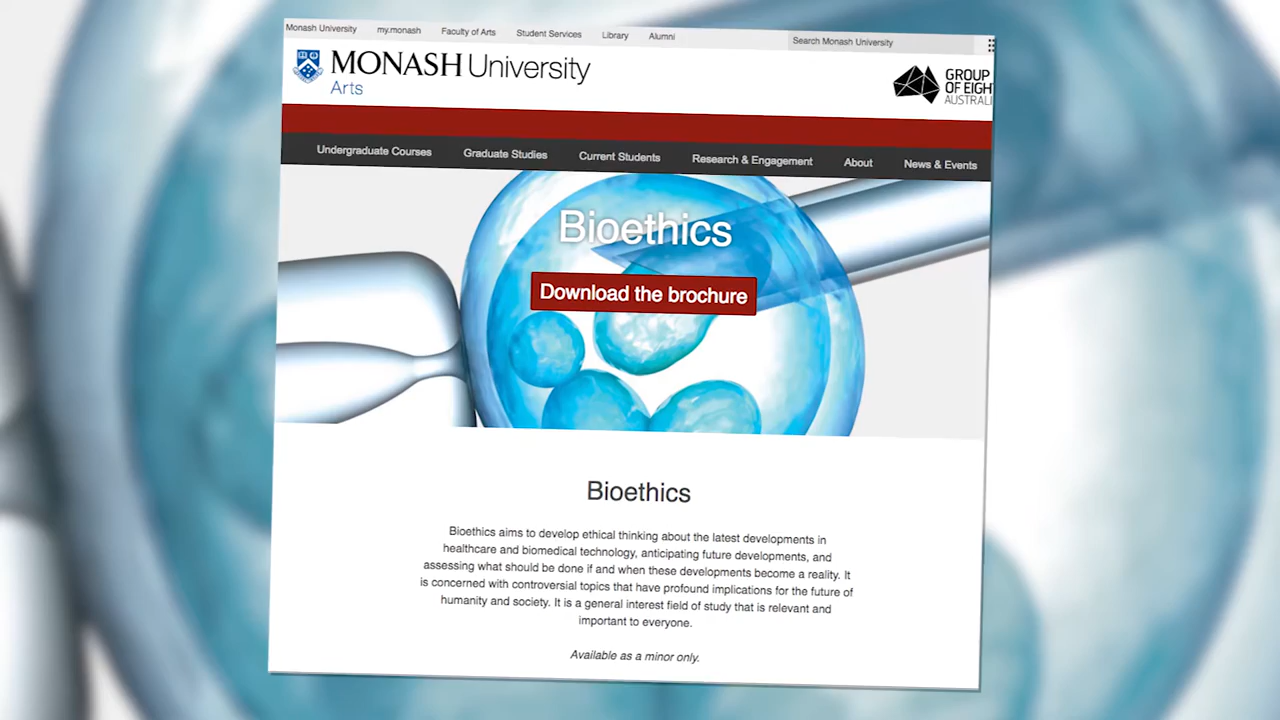 Monash University my.monash Faculty of Arts Student Services Library Alumni Search Monash University
MONASH University
Arts
GROUP
OF EIGH
AUSTRALI
Undergraduate Courses Graduate Studies Current Students Research & Engagement About News & Events
Bioethics
Download the brochure
Bioethics
Bioethics aims to develop ethical thinking about the latest developments in
healthcare and biomedical technology, anticipating future developments, and
assessing what should be done if and when these developments become a reality. It
is concerned with controversial topics that have profound implications for the future of
humanity and society. It is a general interest field of study that is relevant and
important to everyone.
Available as a minor only.